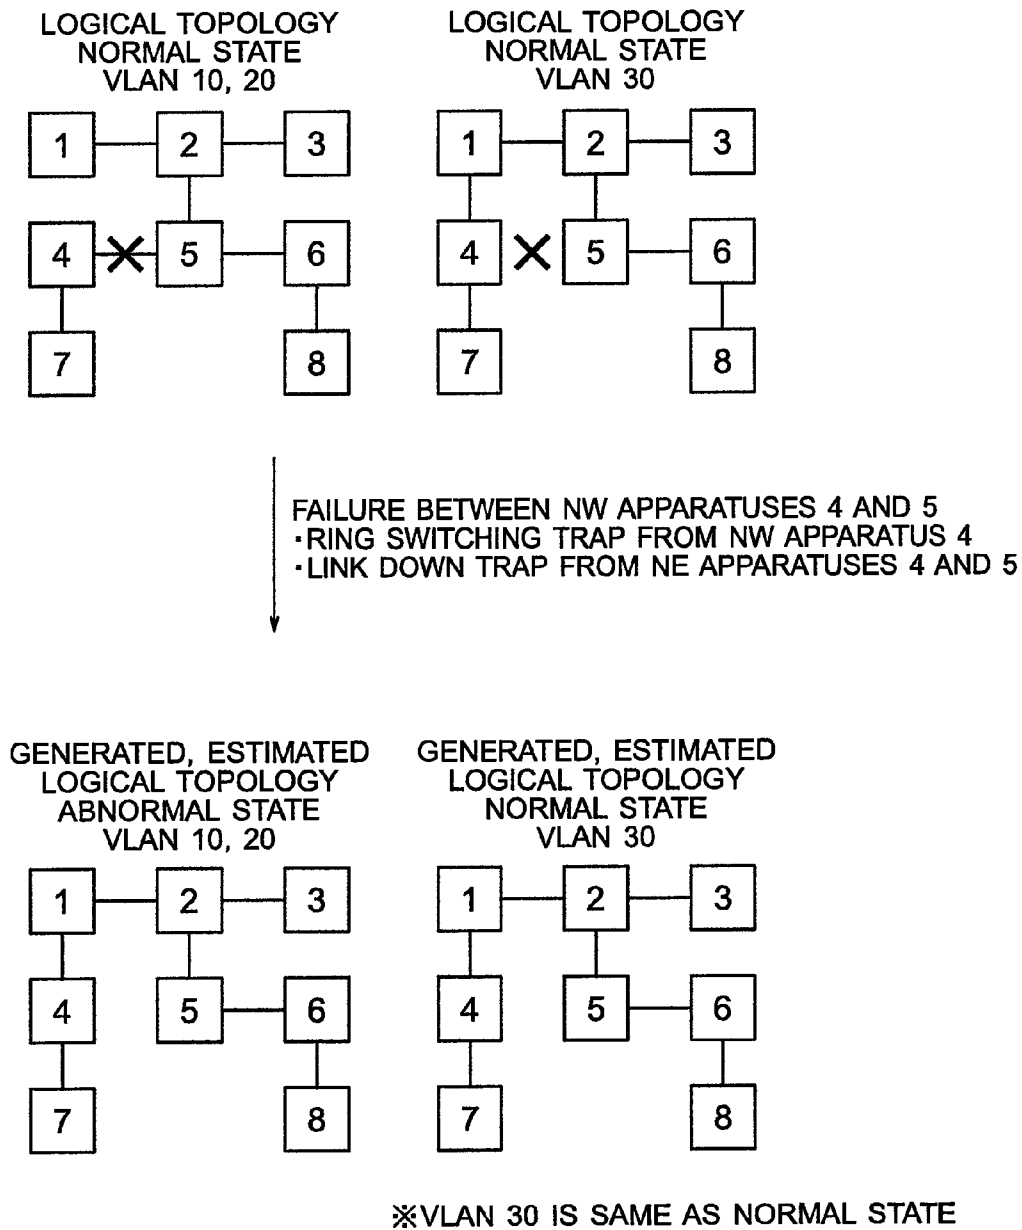 LOGICAL TOPOLOGY
NORMAL STATE
VLAN 10, 20
1
2
3
4
5
6
7
8
LOGICAL TOPOLOGY
NORMAL STATE
VLAN 30
1
2
3
4
5
6
7
8
FAILURE BETWEEN NW APPARATUSES 4 AND 5
・RING SWITCHING TRAP FROM NW APPARATUS 4
・LINK DOWN TRAP FROM NE APPARATUSES 4 AND 5
GENERATED, ESTIMATED
LOGICAL TOPOLOGY
ABNORMAL STATE
VLAN 10, 20
1
2
3
4
5
6
7
8
GENERATED, ESTIMATED
LOGICAL TOPOLOGY
NORMAL STATE
VLAN 30
1
2
3
4
5
6
7
8
※VLAN 30 IS SAME AS NORMAL STATE